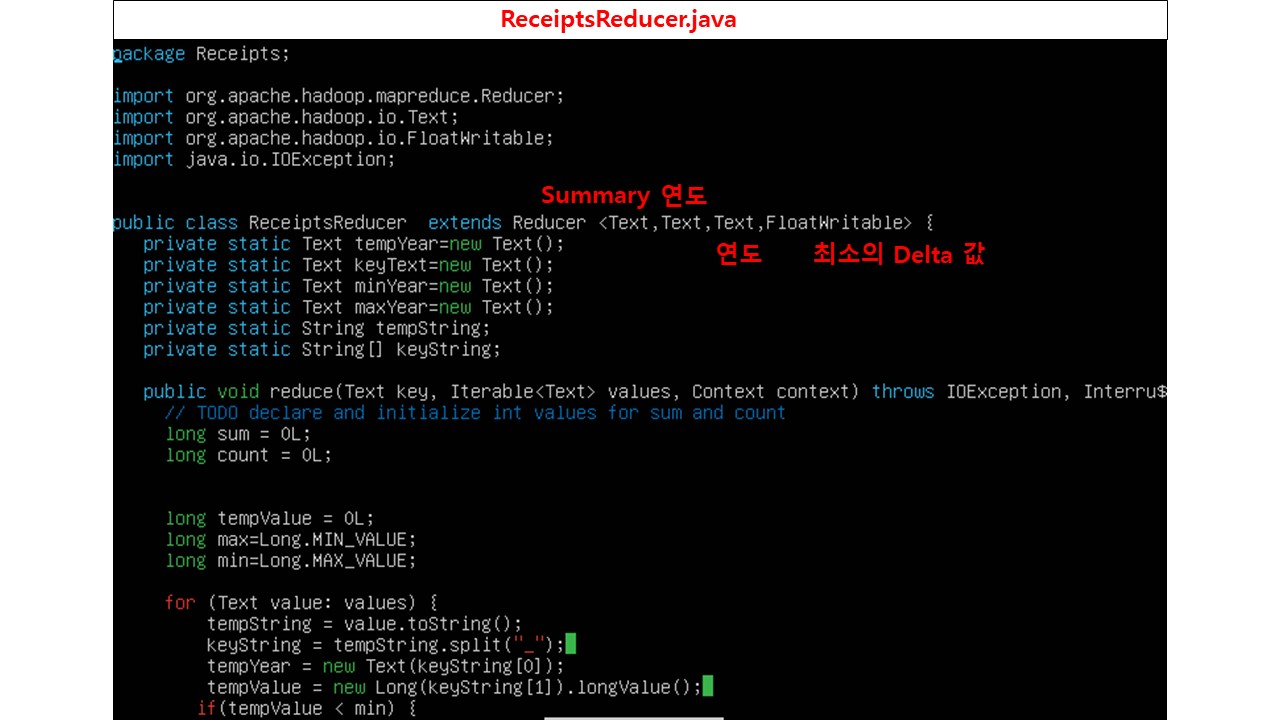 ReceiptsReducer.java
package Receipts;
import org.apache.hadoop.mapreduce.Reducer;
import org.apache.hadoop.io.Text;
import org.apache.hadoop.io.FloatWritable;
import java.io.IOException;
Summary 연도
public class ReceiptsReducer  extends Reducer <Text,Text,Text,FloatWritable> {
private static Text tempYear=new Text();
연도 최소의 Delta 값
private static Text keyText=new Text();
private static Text minYear=new Text();
private static Text maxYear=new Text();
private static String tempString;
private static String[] keyString;
public void reduce(Text key, Iterable<Text> values, Context context) throws IOException, Interru$
// TODO declare and initialize int values for sum and count
long sum = 0L;
long count = 0L;
long tempValue = 0L;
long max=Long.MIN_VALUE;
long min=Long.MAX_VALUE;
for (Text value: values) {
tempString = value.toString();
keyString = tempString.split("_");
tempYear = new Text(keyString[0]);
tempValue = new Long(keyString[1]).longValue();
if(tempValue < min) {